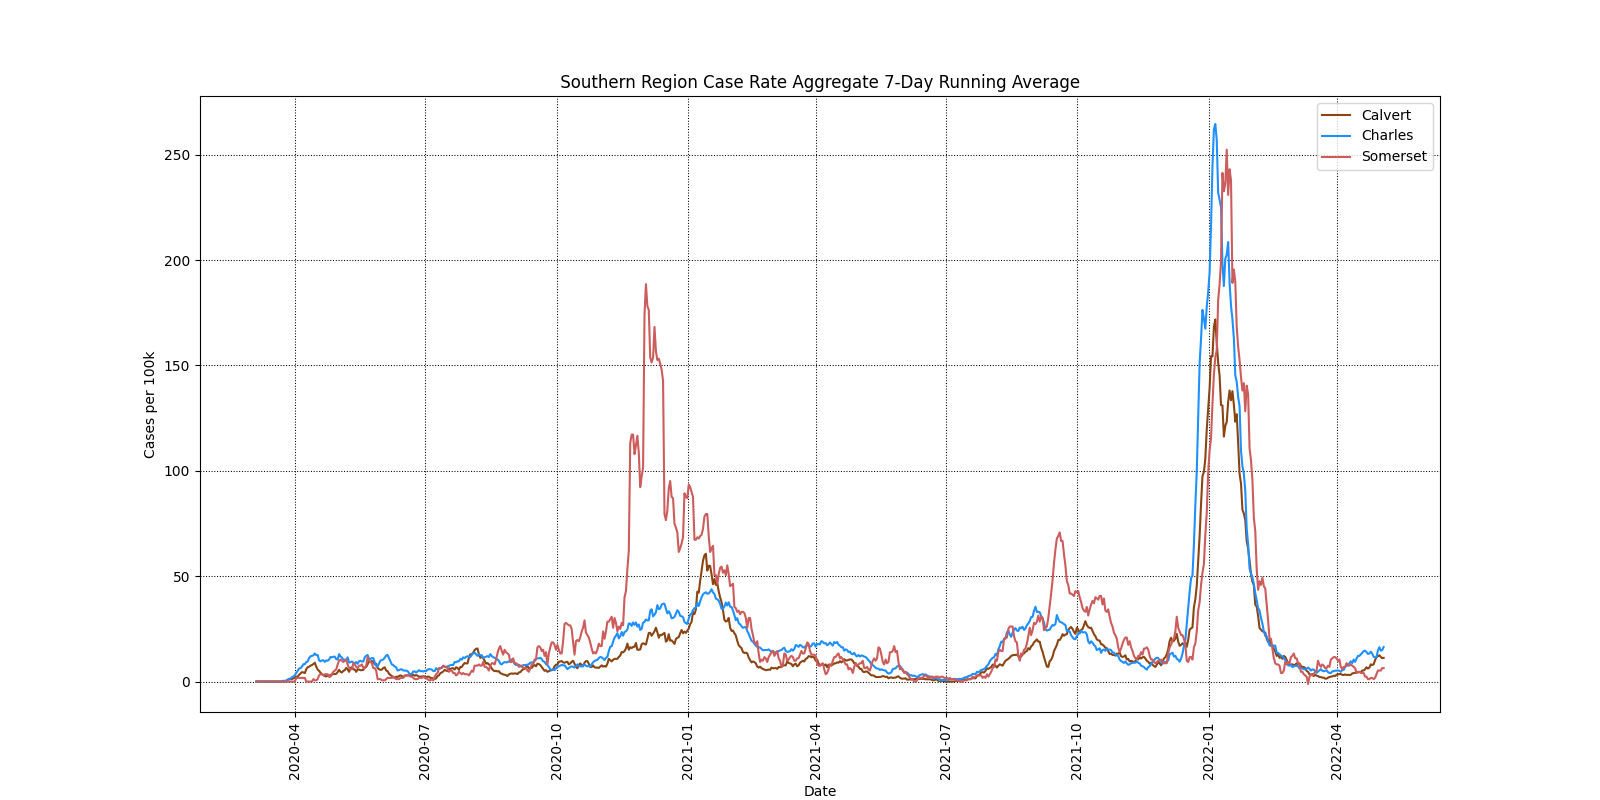 Southern Region Case Rate Aggregate 7-Day Running Average
Calvert
Charles
Somerset
250
200
150
100
50
0
Cases per 100k
2020-04
2020-07
2020-10
2021-01
2021-04
2021-07
2021-10
2022-01
2022-04
Date